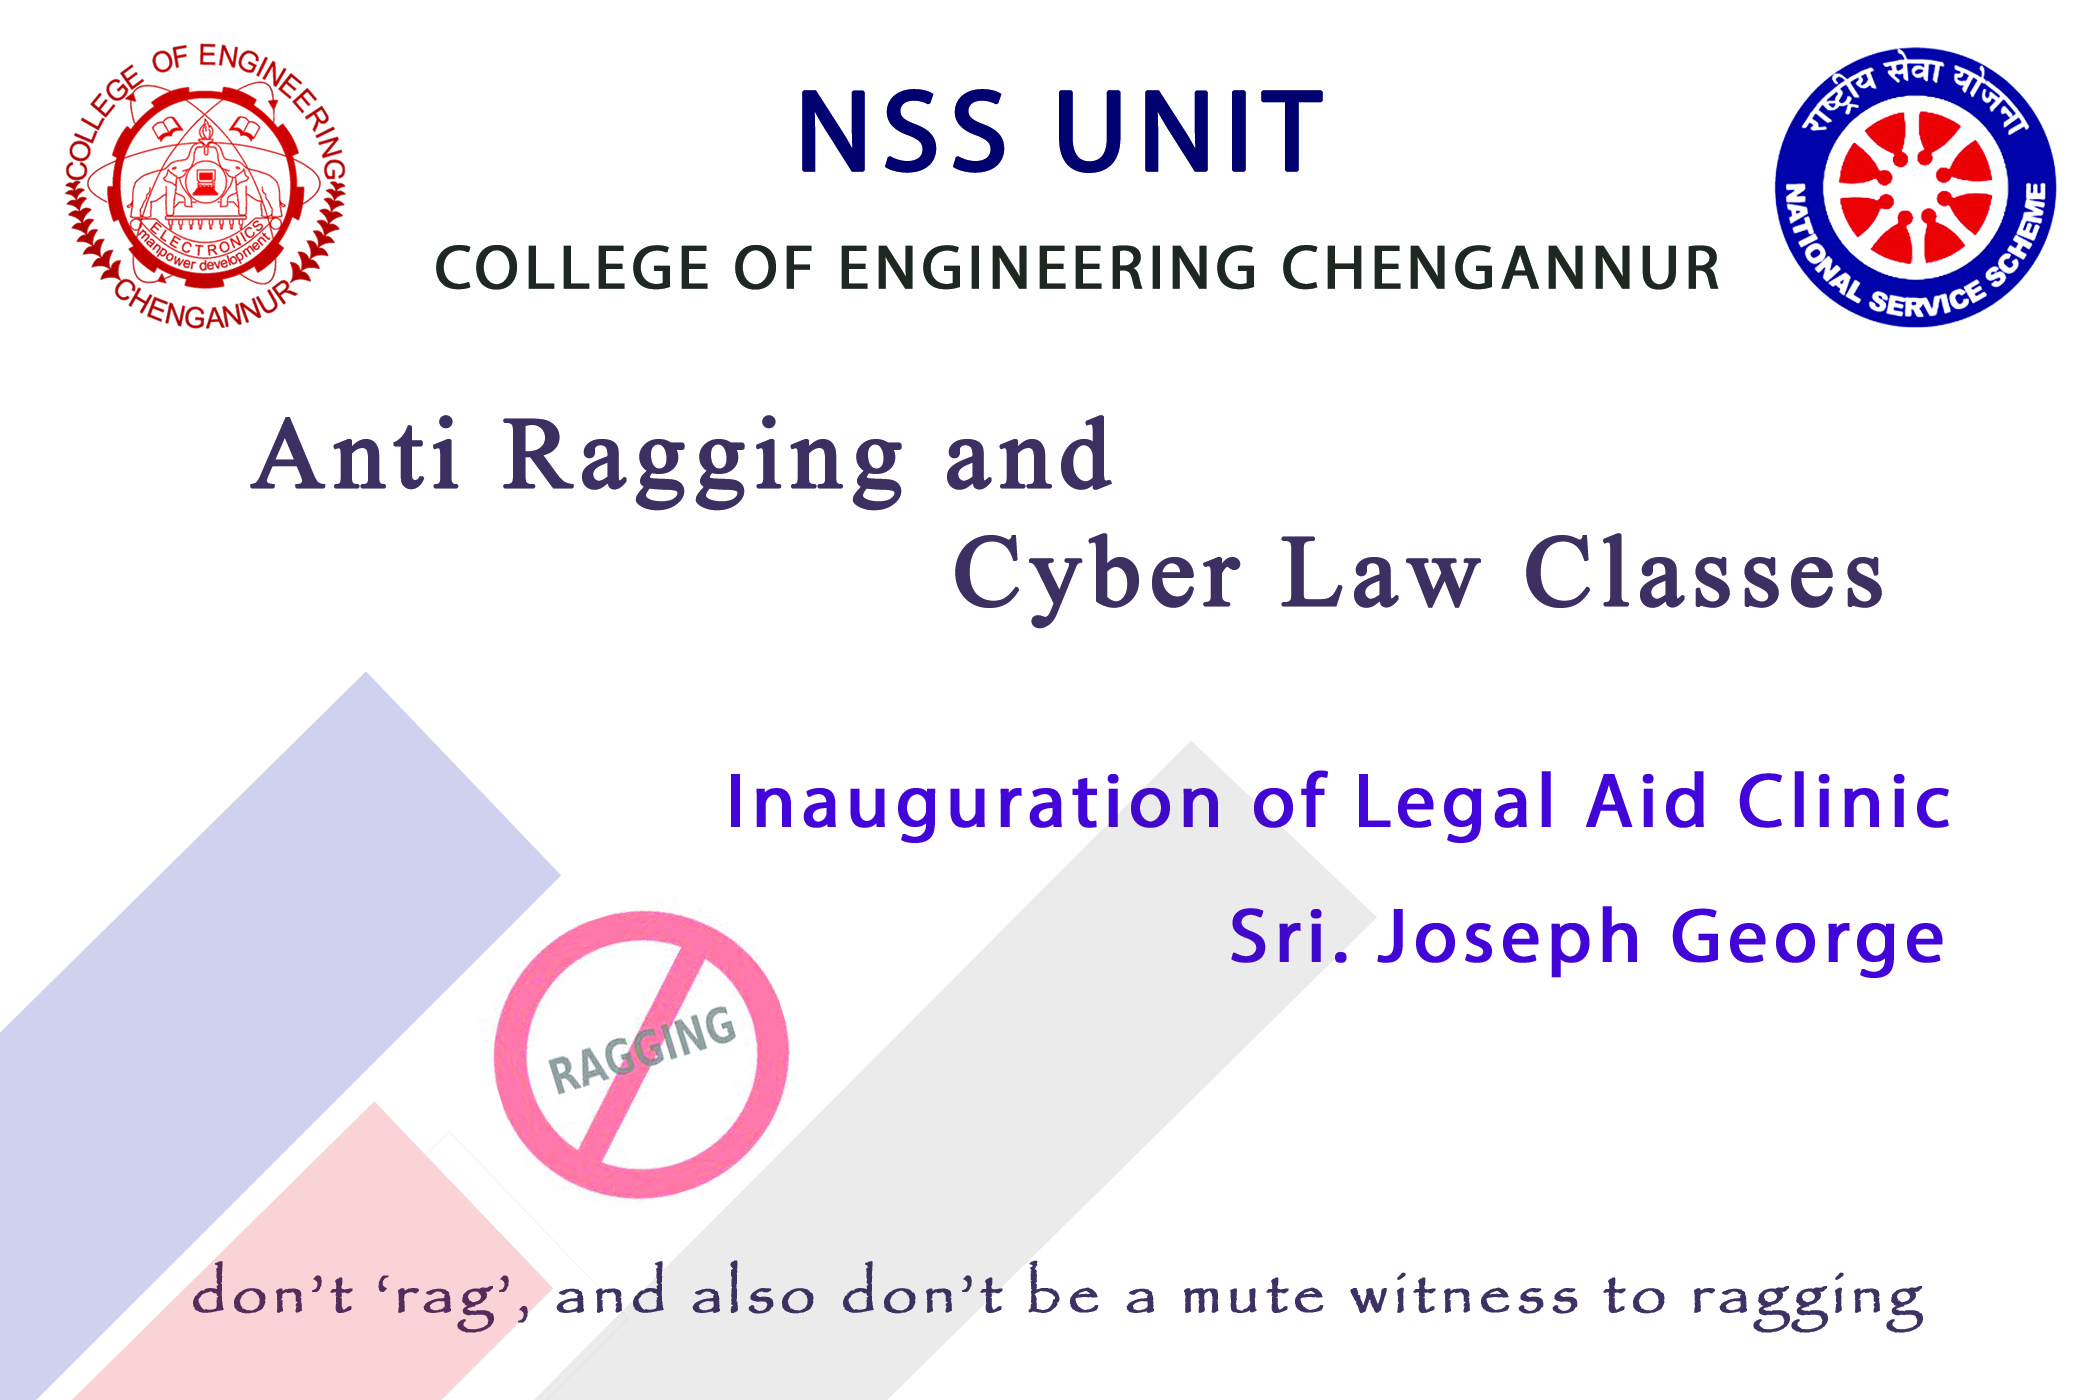 COLLEGE OF ENGINEERING
ELECTRONICS
manpower development
CHENGANNUR
NSS UNIT
COLLEGE OF ENGINEERING CHENGANNUR
राष्ट्रीय सेवा योजना
NATIONAL SERVICE SCHEME
Anti Ragging and
Cyber Law Classes
Inauguration of Legal Aid Clinic
Sri. Joseph George
RAGGING
don’t ‘rag’, and also don’t be a mute witness to ragging